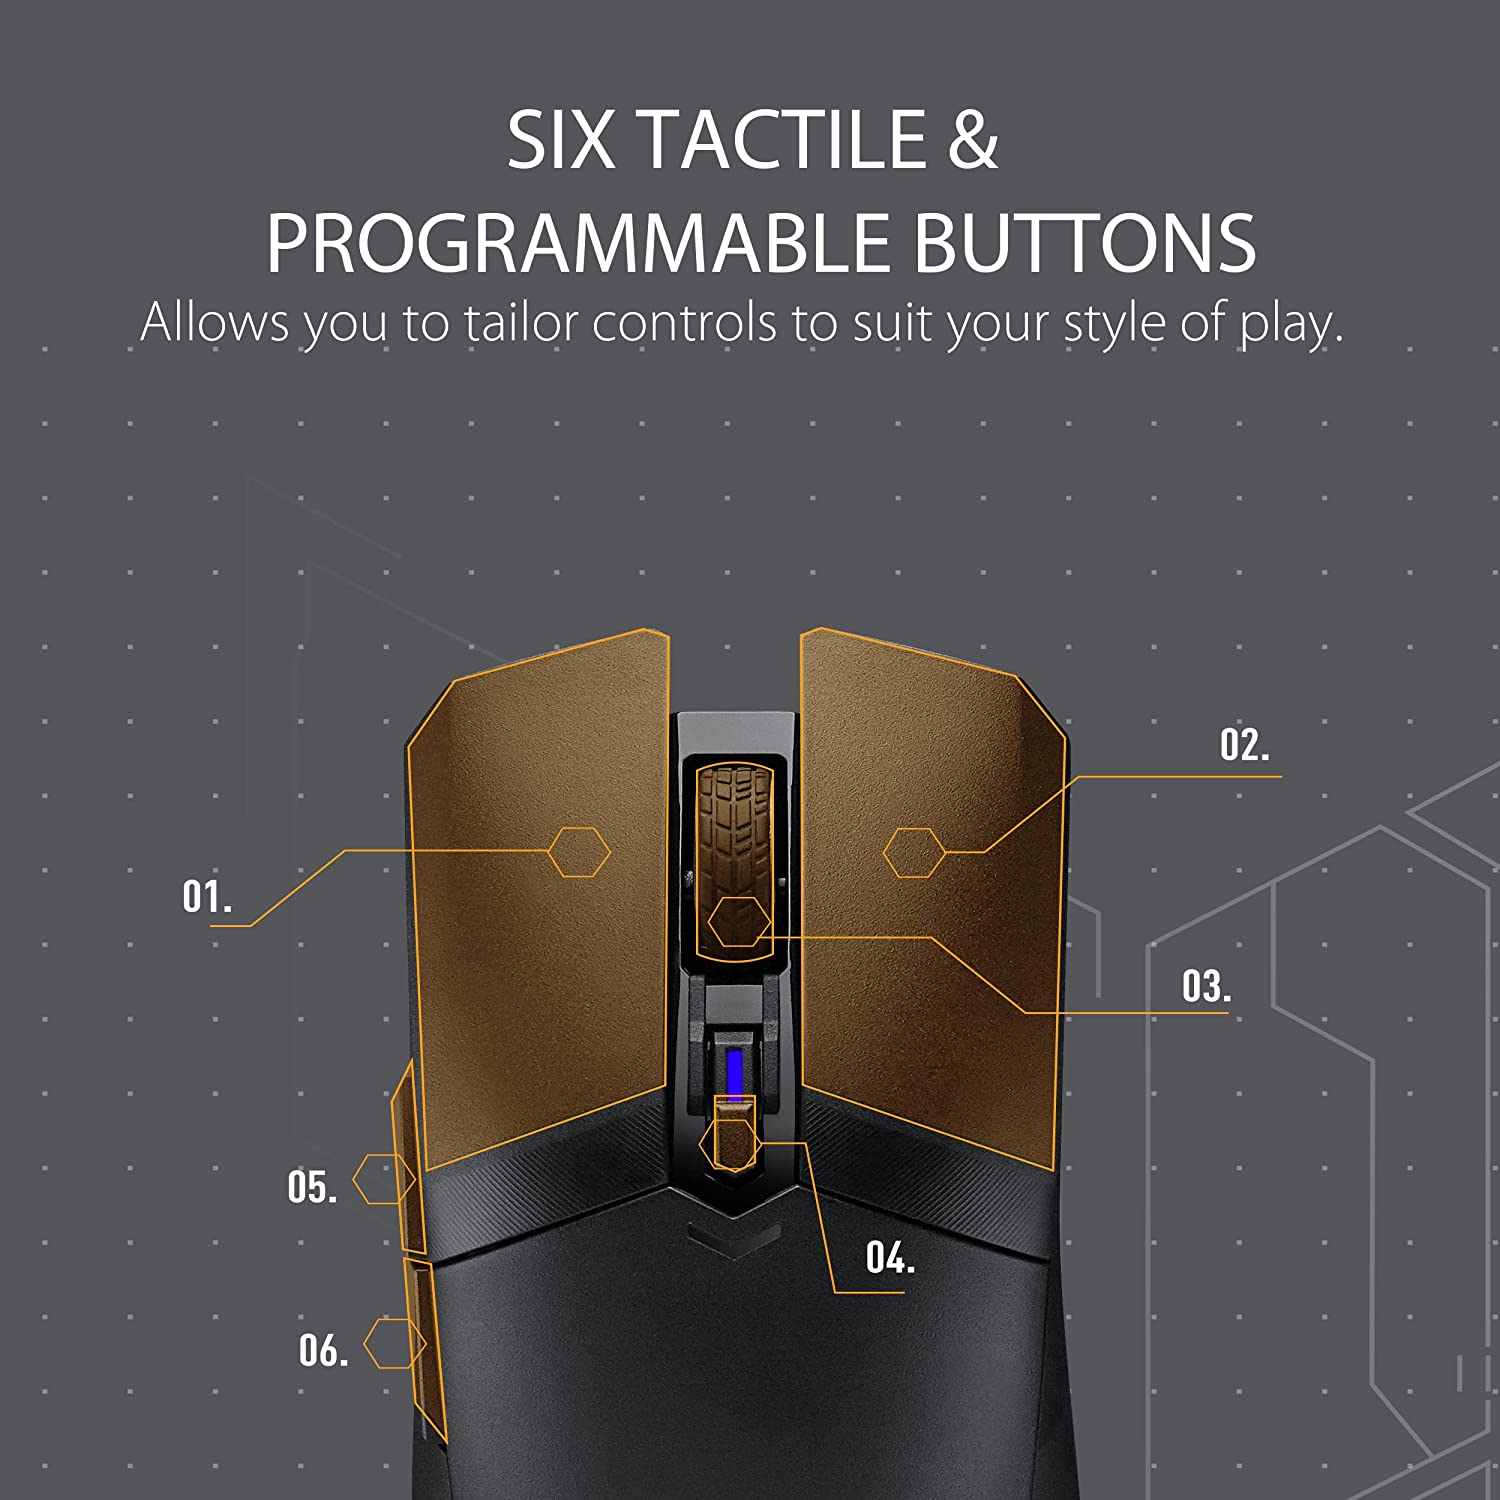 SIX TACTILE &
PROGRAMMABLE BUTTONS
Allows you to tailor controls to suit your style of play.
02.
01.
03.
05.
04.
06.